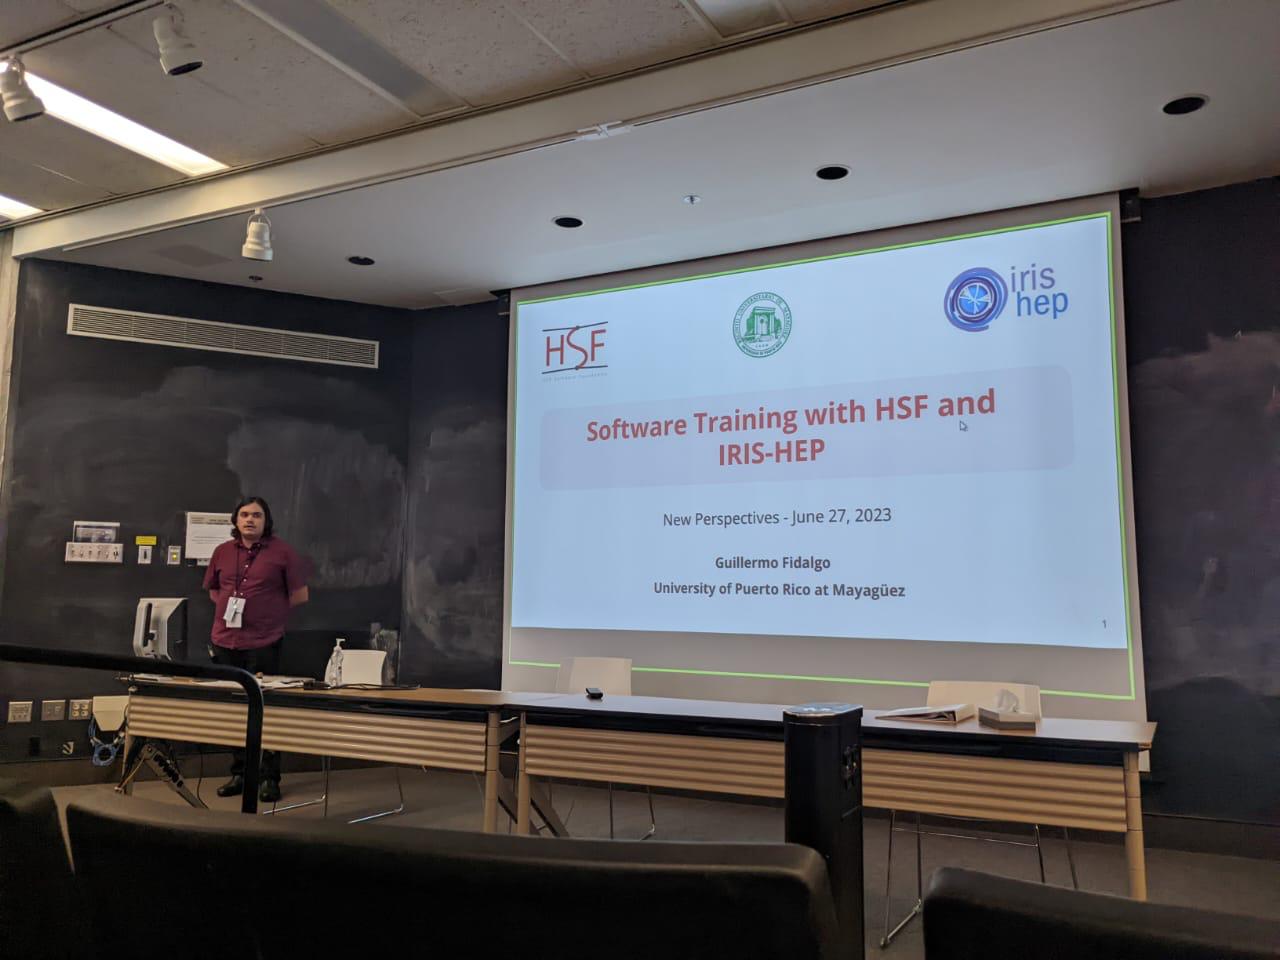 HSF
iris
hep
Software Training with HSF and
IRIS-HEP
New Perspectives - June 27, 2023
Guillermo Fidalgo
University of Puerto Rico at Mayagüez
1